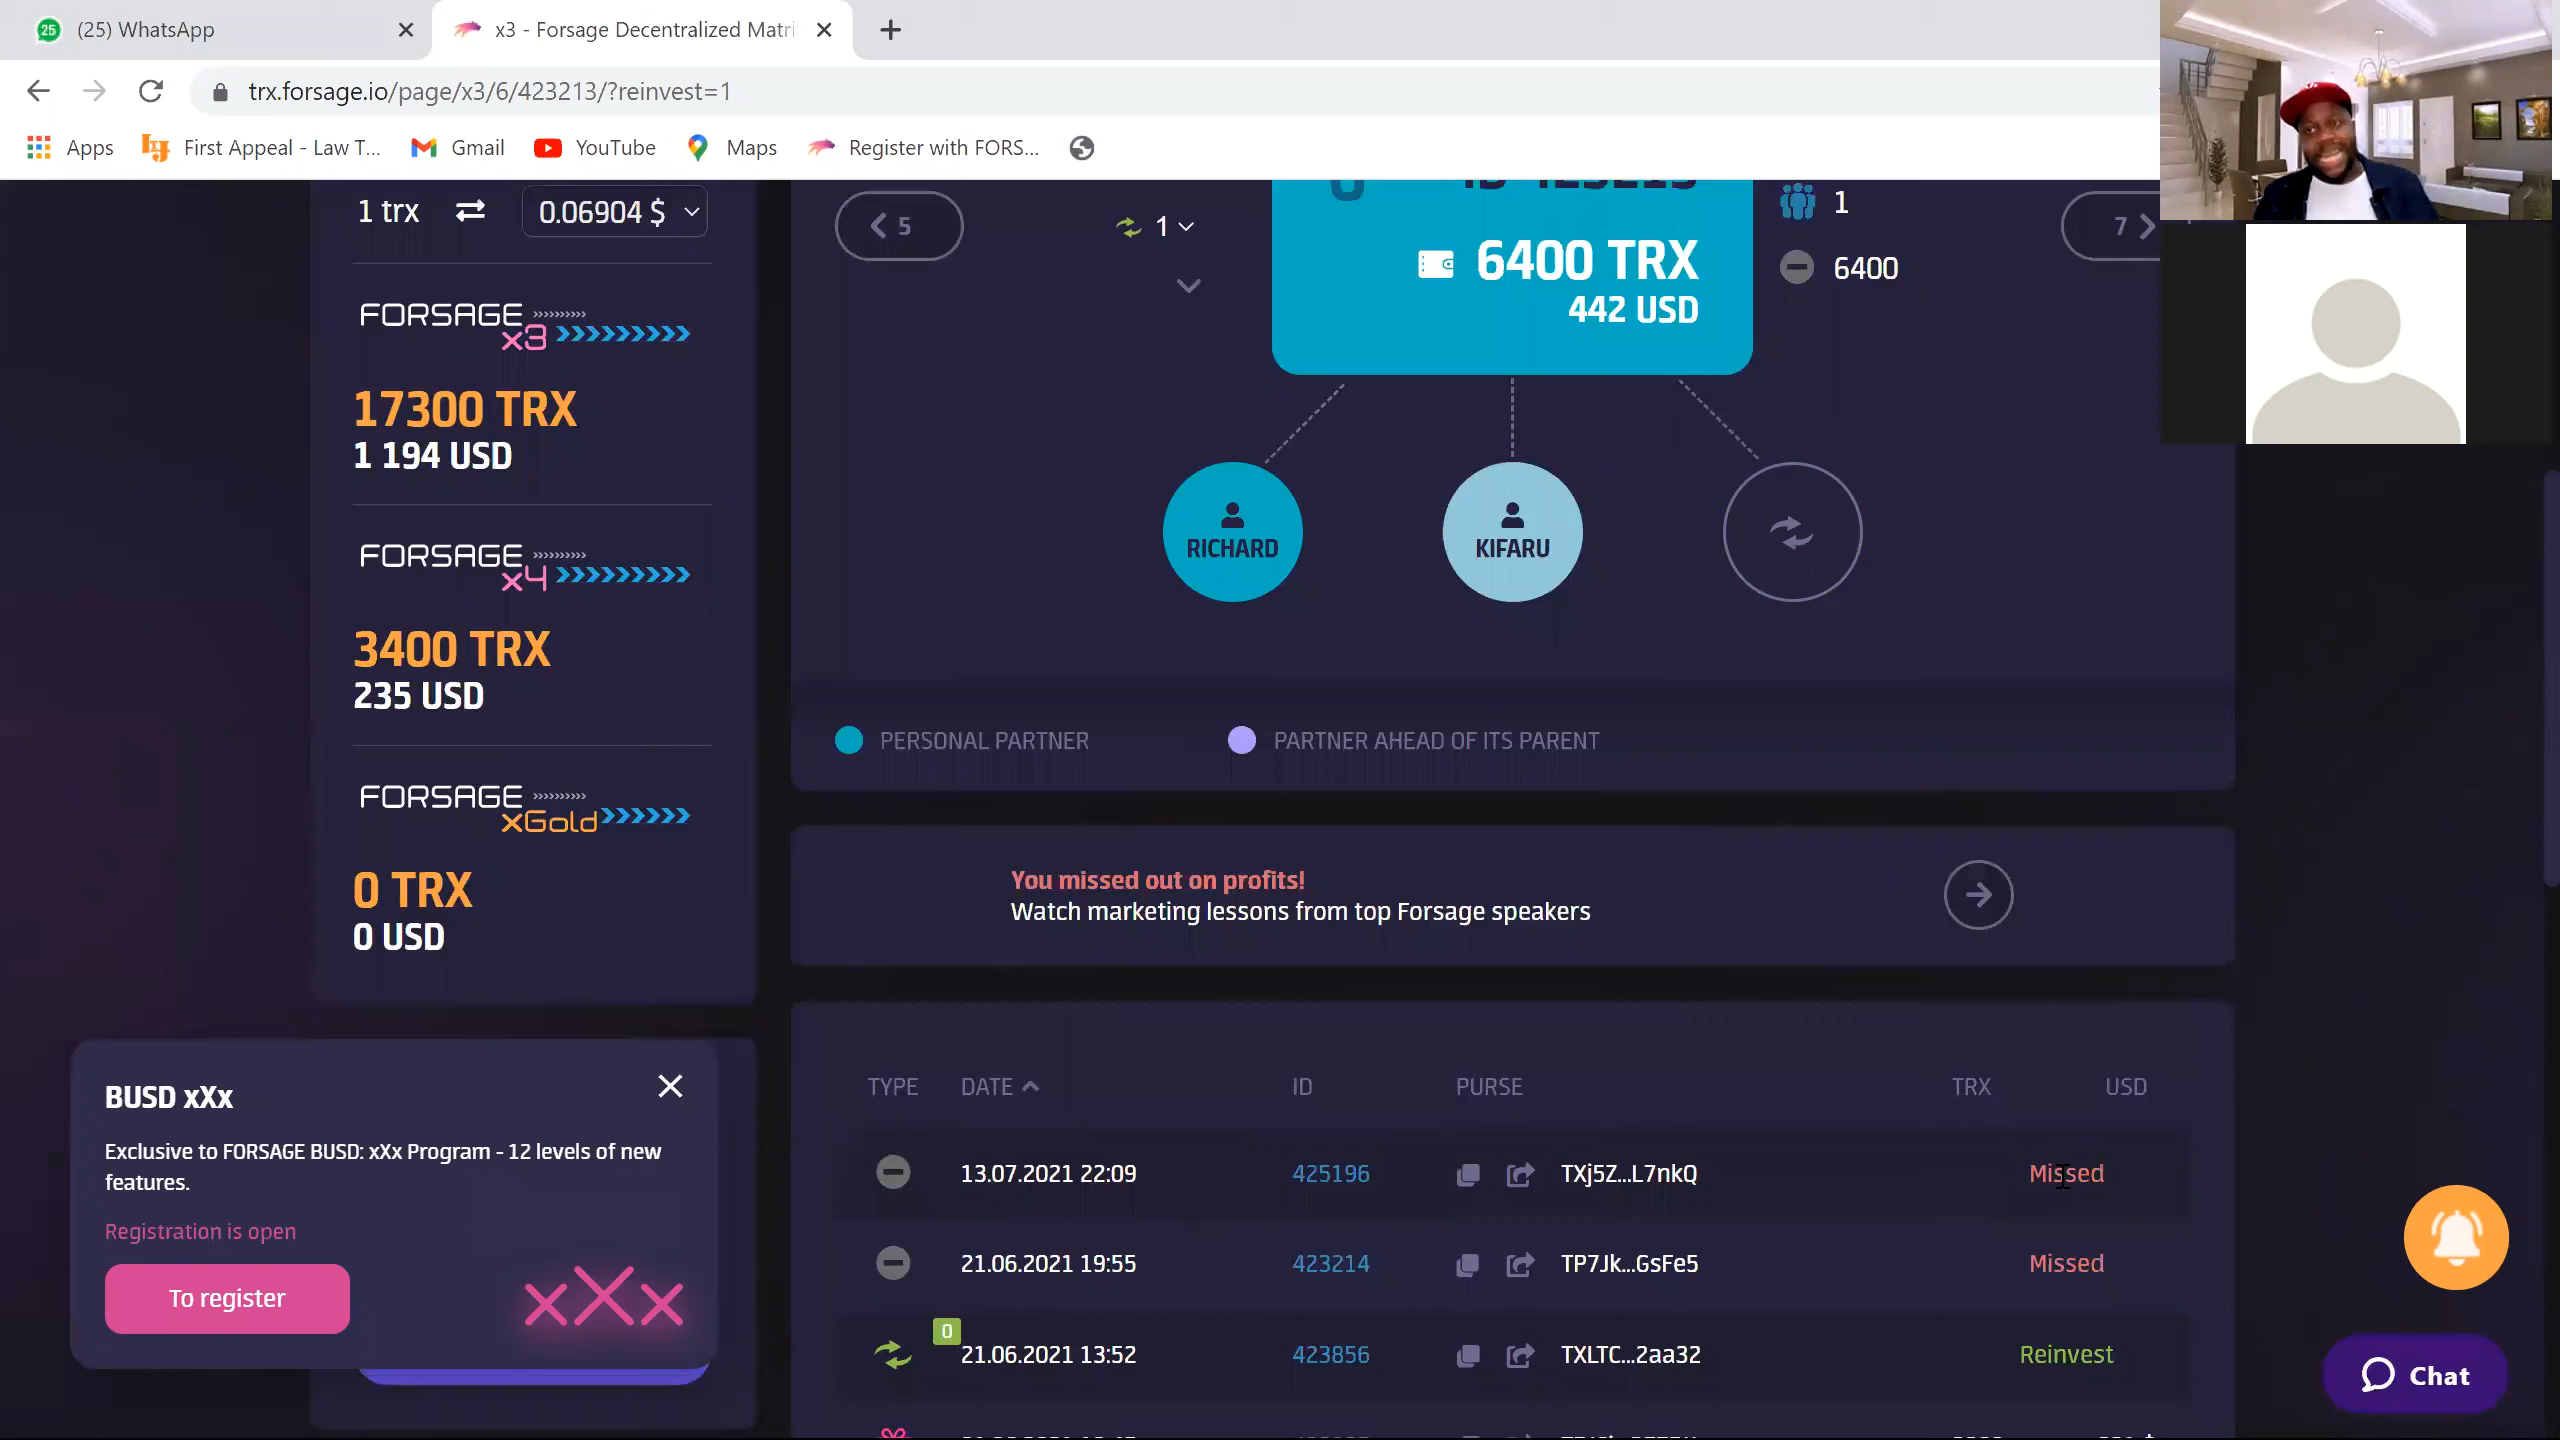 25
(25) WhatsApp
x3 - Forsage Decentralized Matri
trx.forsage.io/page/x3/6/423213/?reinvest=1
Apps
First Appeal - Law T...
Gmail
YouTube
Maps
Register with FORS...
1 trx
0.06904 $
FORSAGE
x3
17300 TRX
1 194 USD
FORSAGE
x4
3400 TRX
235 USD
FORSAGE
xGold
0 TRX
0 USD
5
1
6400 TRX
442 USD
1
6400
7
RICHARD
KIFARU
PERSONAL PARTNER
PARTNER AHEAD OF ITS PARENT
You missed out on profits!
Watch marketing lessons from top Forsage speakers
TYPE DATE ID PURSE TRX USD
13.07.2021 22:09 425196 TXj5Z...L7nkQ Missed
21.06.2021 19:55 423214 TP7Jk...GsFe5 Missed
0
21.06.2021 13:52 423856 TXLTC...2aa32 Reinvest
BUSD xXx
Exclusive to FORSAGE BUSD: xXx Program - 12 levels of new
features.
Registration is open
To register
xXx
Chat